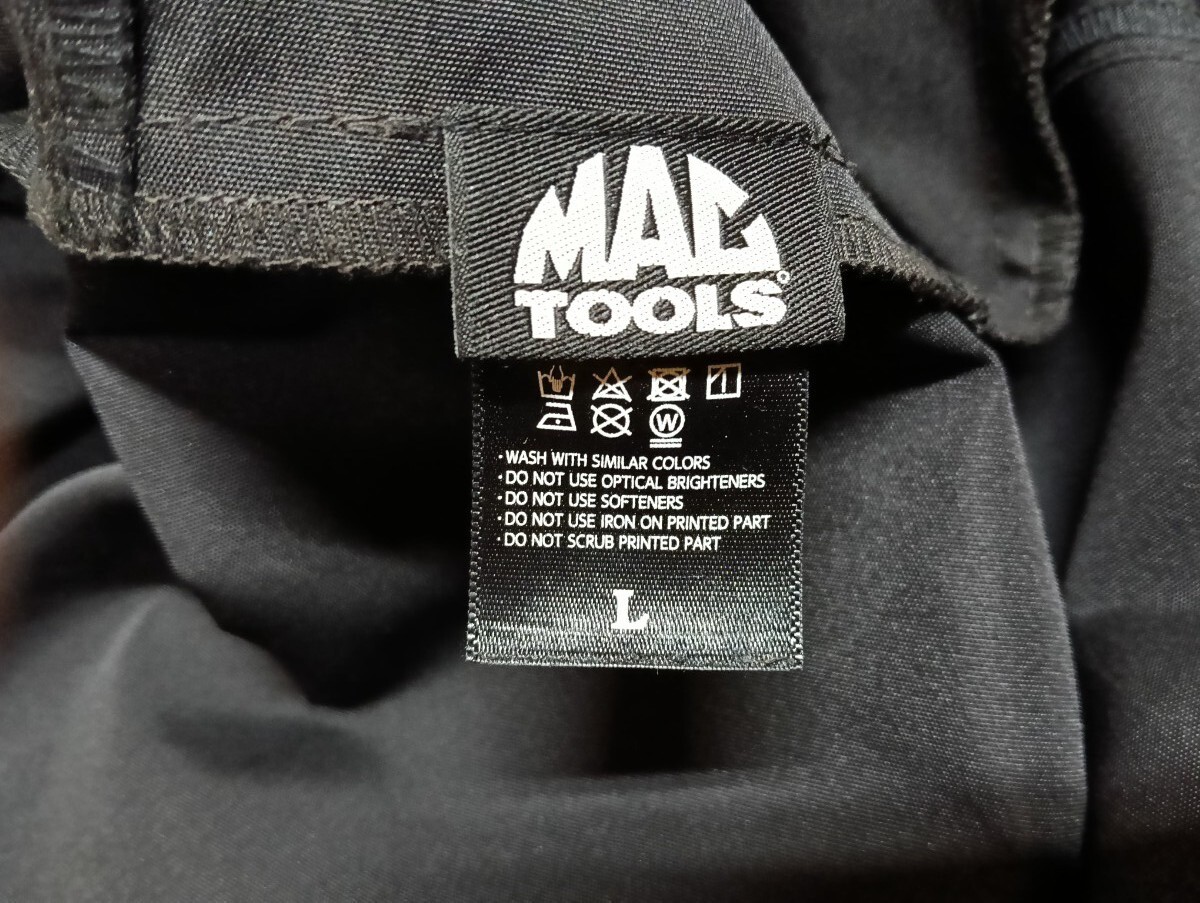 MAC
TOOLS
W
·WASH WITH SIMILAR COLORS
·DO NOT USE OPTICAL BRIGHTENERS
·DO NOT USE SOFTENERS
·DO NOT USE IRON ON PRINTED PART
·DO NOT SCRUB PRINTED PART
L